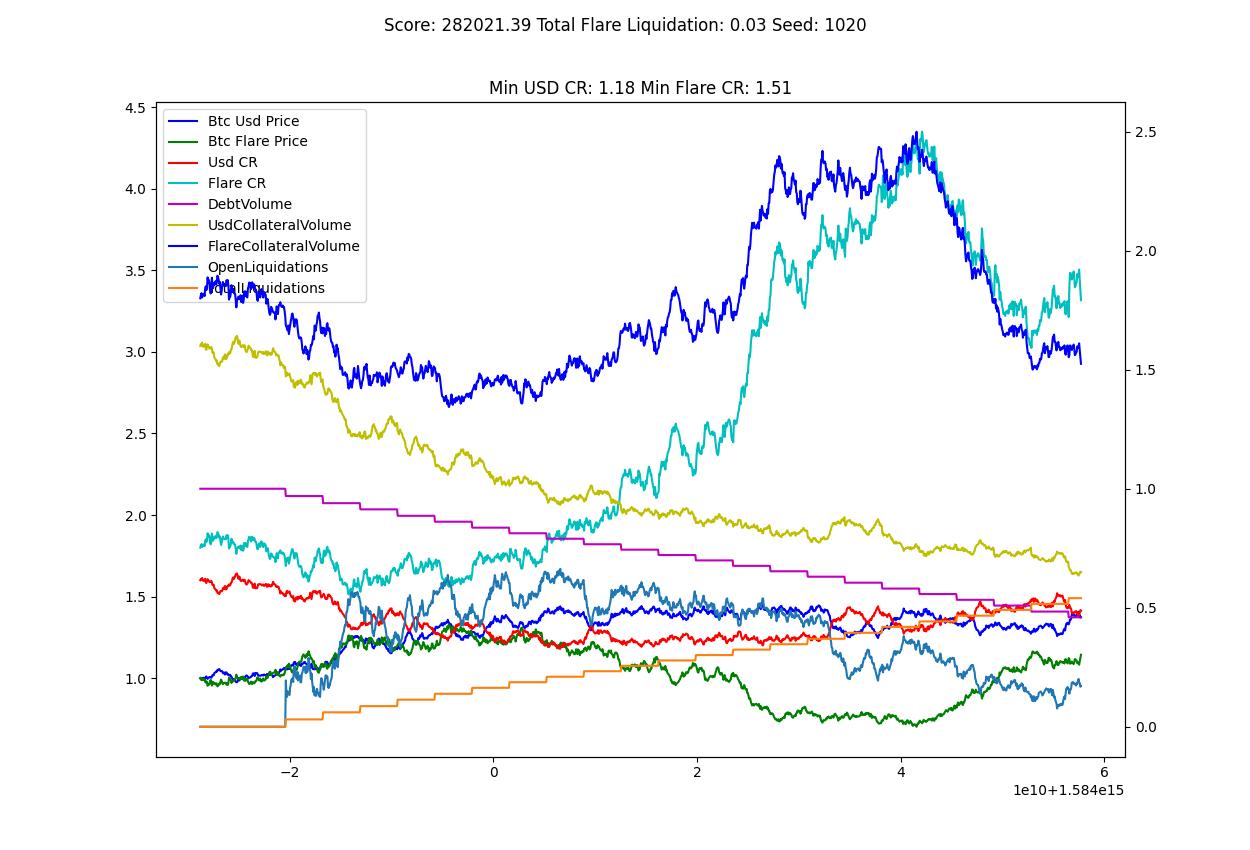 Score: 282021.39 Total Flare Liquidation: 0.03 Seed: 1020
Min USD CR: 1.18 Min Flare CR: 1.51
4.5
4.0
3.5
3.0
2.5
2.0
1.5
1.0
Btc Usd Price
Btc Flare Price
Usd CR
Flare CR
DebtVolume
UsdCollateralVolume
FlareCollateralVolume
OpenLiquidations
TotalLiquidations
2.5
2.0
1.5
1.0
0.5
0.0
−2
0
2
4
6
1e10+1.584e15